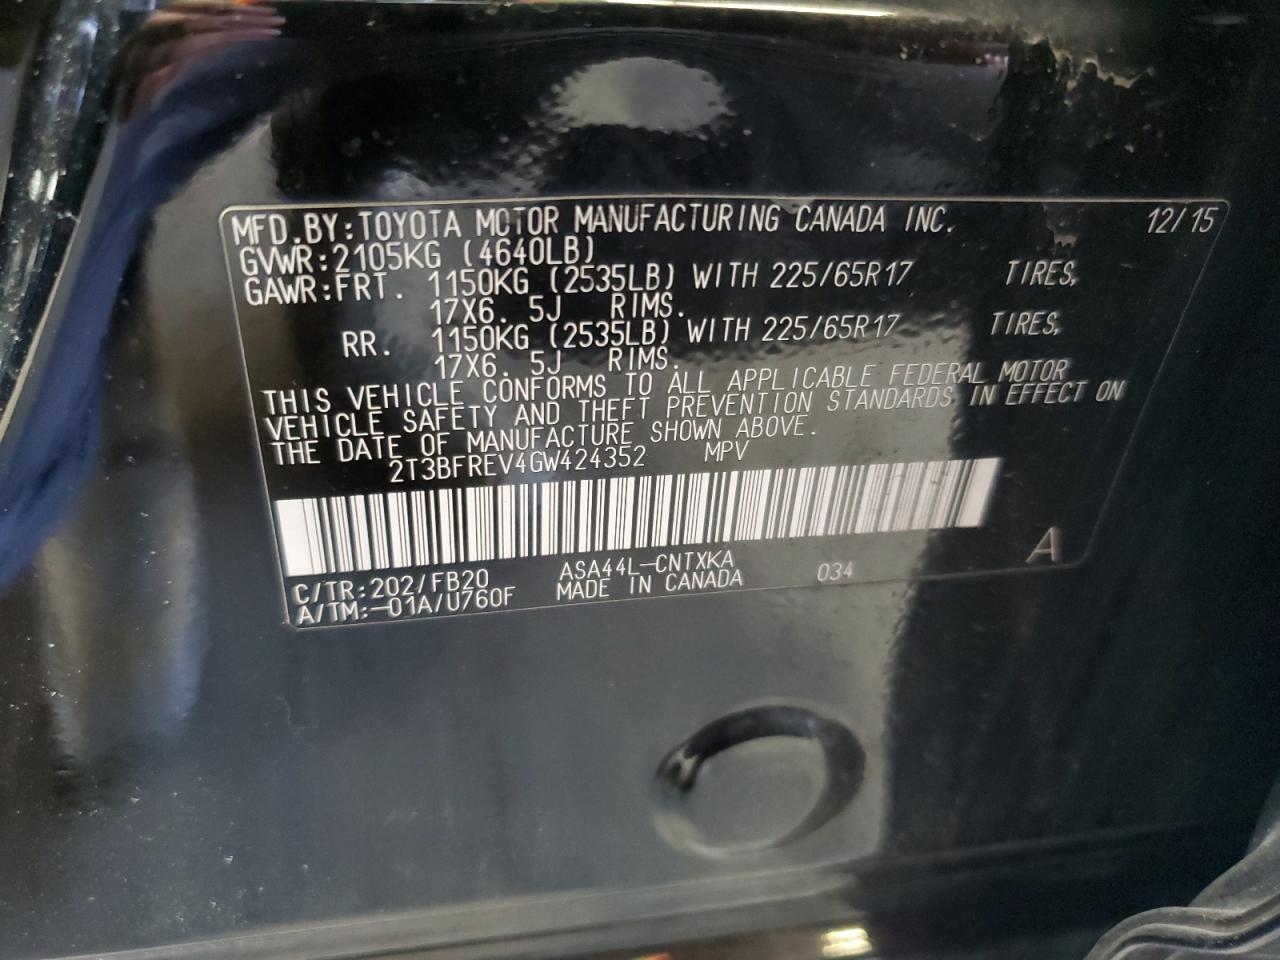 MFD.BY:TOYOTA MOTOR MANUFACTURING CANADA INC. 12/15
GVWR:2105KG (4640LB)
GAWR:FRT. 1150KG (2535LB) WITH 225/65R17 TIRES,
17X6.5J RIMS.
RR. 1150KG (2535LB) WITH 225/65R17 TIRES,
17X6.5J RIMS.
THIS VEHICLE CONFORMS TO ALL APPLICABLE FEDERAL MOTOR
VEHICLE SAFETY AND THEFT PREVENTION STANDARDS IN EFFECT ON
THE DATE OF MANUFACTURE SHOWN ABOVE.
2T3BFREV4GW424352 MPV
C/TR:202/FB20 ASA44L-CNTXKA
A/TM:-01A/U760F MADE IN CANADA 034 A